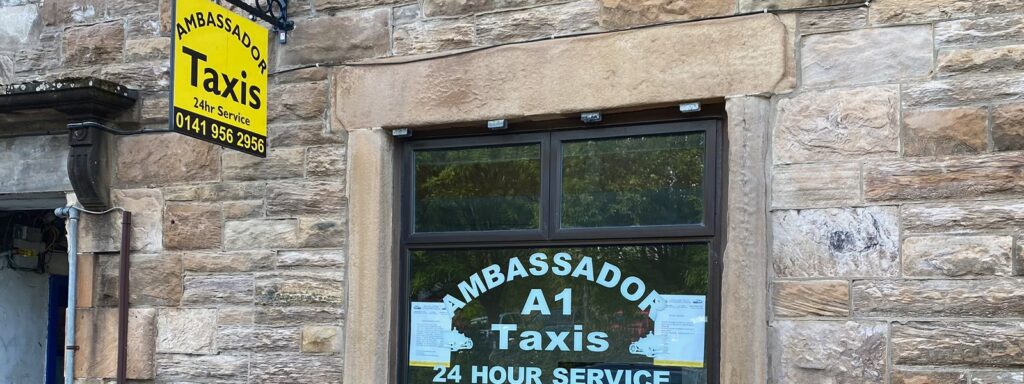 AMBASSADOR
Taxis
24hr Service
0141 956 2956
AMBASSADOR
A1
Taxis
24 HOUR SERVICE